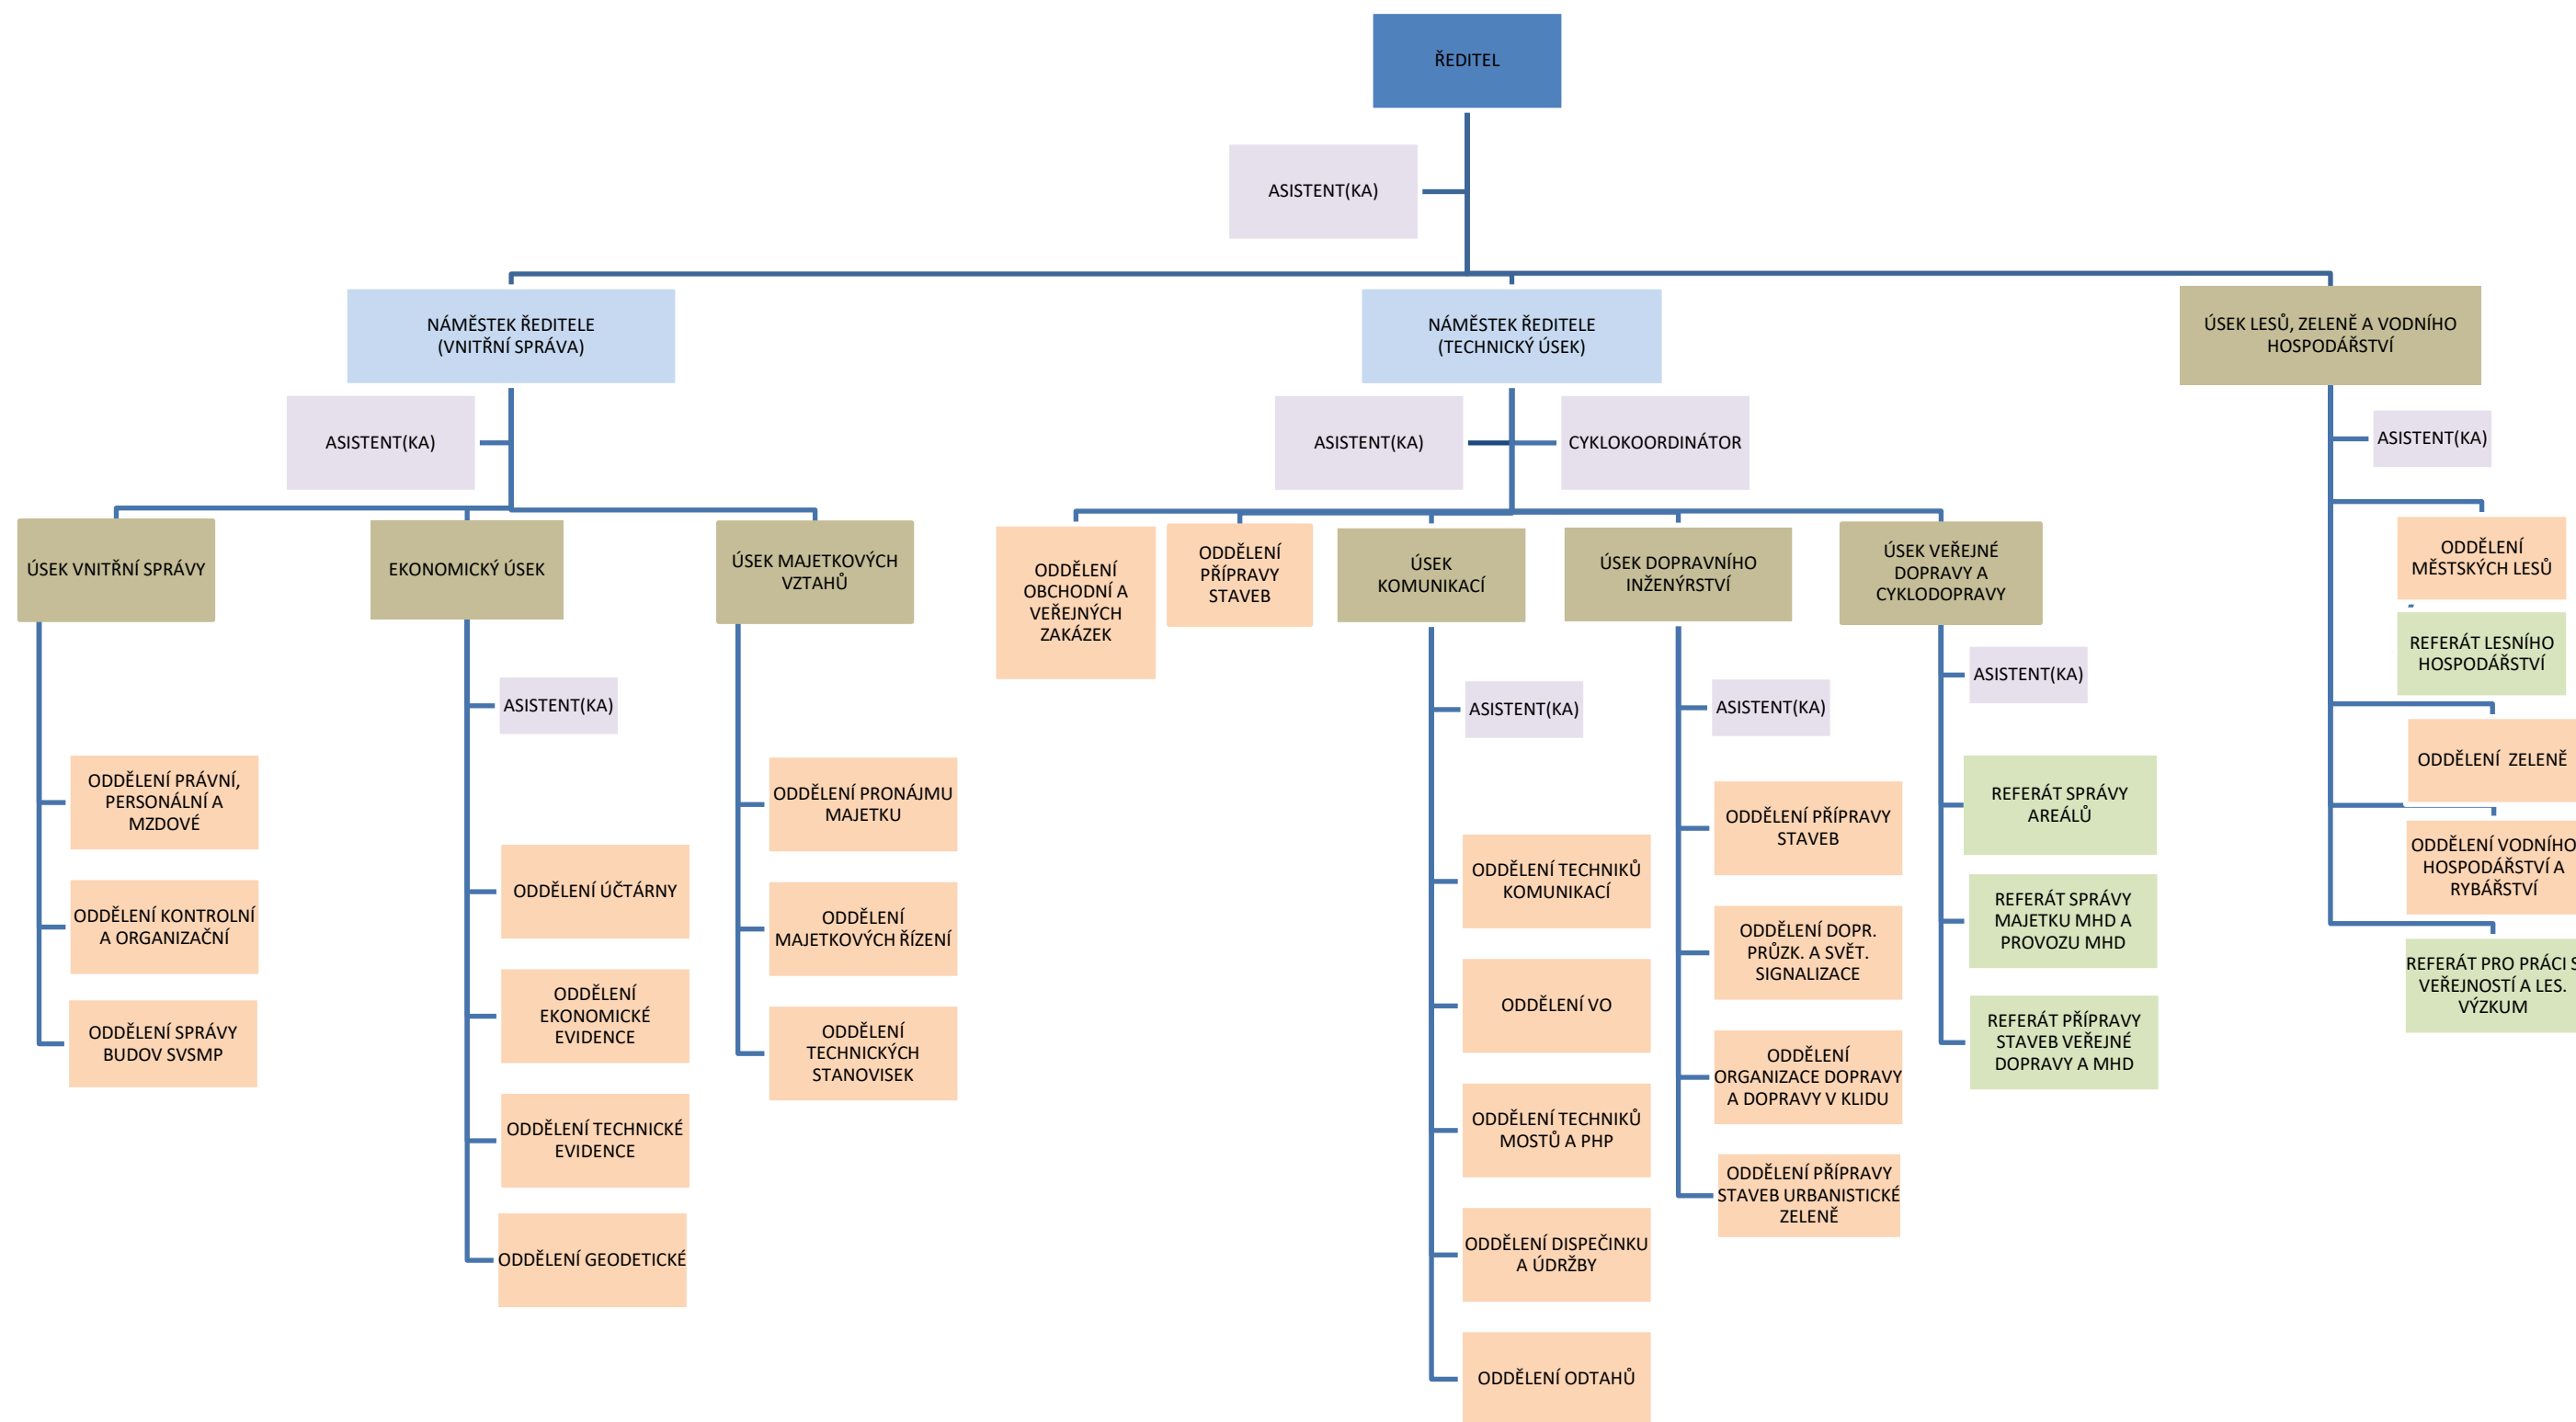 ŘEDITEL
ASISTENT(KA)
NÁMĚSTEK ŘEDITELE
(VNITŘNÍ SPRÁVA)
NÁMĚSTEK ŘEDITELE
(TECHNICKÝ ÚSEK)
ÚSEK LESŮ, ZELENĚ A VODNÍHO
HOSPODÁŘSTVÍ
ASISTENT(KA)
ASISTENT(KA)
CYKLOKOORDINÁTOR
ASISTENT(KA)
ÚSEK VNITŘNÍ SPRÁVY
ODDĚLENÍ PRÁVNÍ,
PERSONÁLNÍ A
MZDOVÉ
ODDĚLENÍ KONTROLNÍ
A ORGANIZAČNÍ
ODDĚLENÍ SPRÁVY
BUDOV SVSMP
EKONOMICKÝ ÚSEK
ASISTENT(KA)
ODDĚLENÍ ÚČTÁRNY
ODDĚLENÍ
EKONOMICKÉ
EVIDENCE
ODDĚLENÍ TECHNICKÉ
EVIDENCE
ODDĚLENÍ GEODETICKÉ
ÚSEK MAJETKOVÝCH
VZTAHŮ
ODDĚLENÍ PRONÁJMU
MAJETKU
ODDĚLENÍ
MAJETKOVÝCH ŘÍZENÍ
ODDĚLENÍ
TECHNICKÝCH
STANOVISEK
ODDĚLENÍ
OBCHODNÍ A
VEŘEJNÝCH
ZAKÁZEK
ODDĚLENÍ
PŘÍPRAVY
STAVEB
ÚSEK
KOMUNIKACÍ
ASISTENT(KA)
ODDĚLENÍ TECHNIKŮ
KOMUNIKACÍ
ODDĚLENÍ VO
ODDĚLENÍ TECHNIKŮ
MOSTŮ A PHP
ODDĚLENÍ DISPEČINKU
A ÚDRŽBY
ODDĚLENÍ ODTAHŮ
ÚSEK DOPRAVNÍHO
INŽENÝRSTVÍ
ASISTENT(KA)
ODDĚLENÍ PŘÍPRAVY
STAVEB
ODDĚLENÍ DOPR.
PRŮZK. A SVĚT.
SIGNALIZACE
ODDĚLENÍ
ORGANIZACE DOPRAVY
A DOPRAVY V KLIDU
ODDĚLENÍ PŘÍPRAVY
STAVEB URBANISTICKÉ
ZELENĚ
ÚSEK VEŘEJNÉ
DOPRAVY A
CYKLODOPRAVY
ASISTENT(KA)
REFERÁT SPRÁVY
AREÁLŮ
REFERÁT SPRÁVY
MAJETKU MHD A
PROVOZU MHD
REFERÁT PŘÍPRAVY
STAVEB VEŘEJNÉ
DOPRAVY A MHD
ODDĚLENÍ
MĚSTSKÝCH LESŮ
REFERÁT LESNÍHO
HOSPODÁŘSTVÍ
ODDĚLENÍ ZELENĚ
ODDĚLENÍ VODNÍHO
HOSPODÁŘSTVÍ A
RYBÁŘSTVÍ
REFERÁT PRO PRÁCI S
VEŘEJNOSTÍ A LES.
VÝZKUM